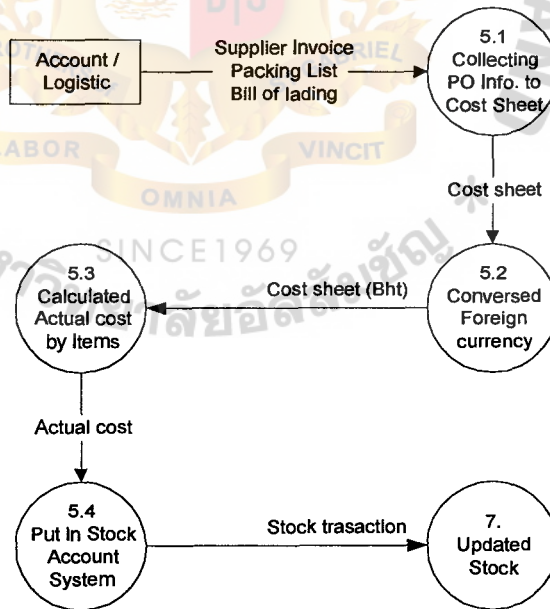 Account /
Logistic
Supplier Invoice
Packing List
Bill of lading
5.1
Collecting
PO Info. to
Cost Sheet
Cost sheet
5.2
Conversed
Foreign
currency
Cost sheet (Bht)
5.3
Calculated
Actual cost
by Items
Actual cost
5.4
Put in Stock
Account
System
Stock trasaction
7.
Updated
Stock
LABOR
VINCIT
OMNIA
SINCE 1969